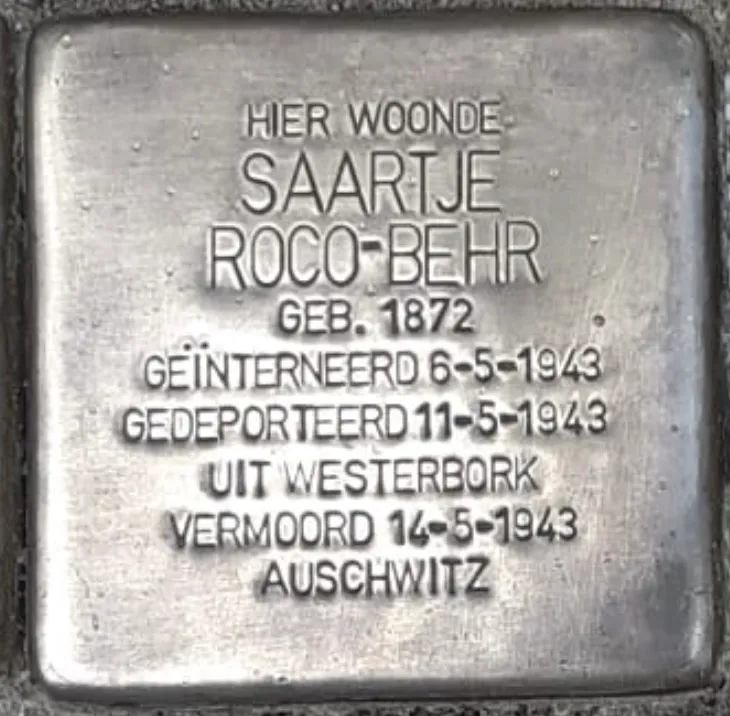 HIER WOONDE
SAARTJE
ROCO-BEHR
GEB. 1872
GEÏNTERNEERD 6-5-1943
GEDEPORTEERD 11-5-1943
UIT WESTERBORK
VERMOORD 14-5-1943
AUSCHWITZ